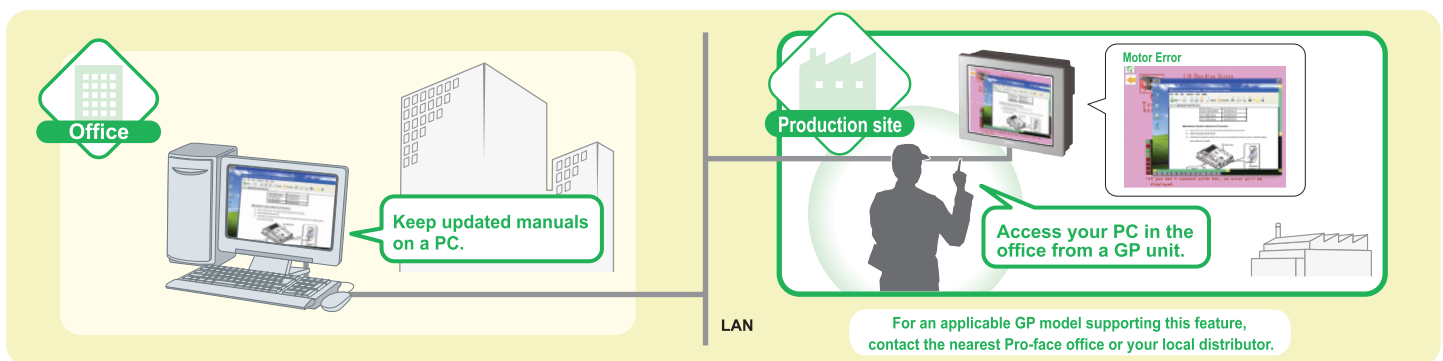 Office
Keep updated manuals
on a PC.
LAN
Production site
Motor Error
Access your PC in the
office from a GP unit.
For an applicable GP model supporting this feature,
contact the nearest Pro-face office or your local distributor.